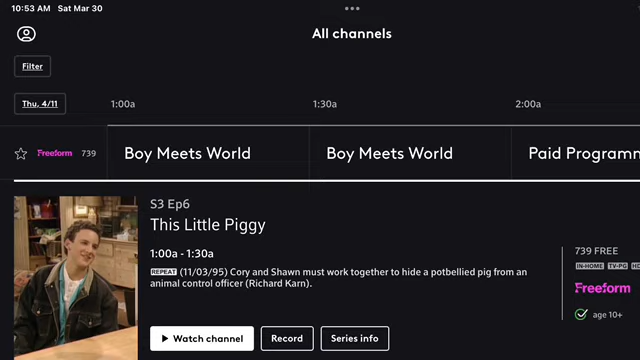 10:53 AM Sat Mar 30
All channels
Filter
Thu, 4/11 1:00a 1:30a 2:00a
Freeform 739 Boy Meets World Boy Meets World Paid Programm
S3 Ep6
This Little Piggy
1:00a - 1:30a
REPEAT (11/03/95) Cory and Shawn must work together to hide a potbellied pig from an
animal control officer (Richard Karn).
739 FREE
IN-HOME TV-PG HD
Freeform
age 10+
Watch channel Record Series info